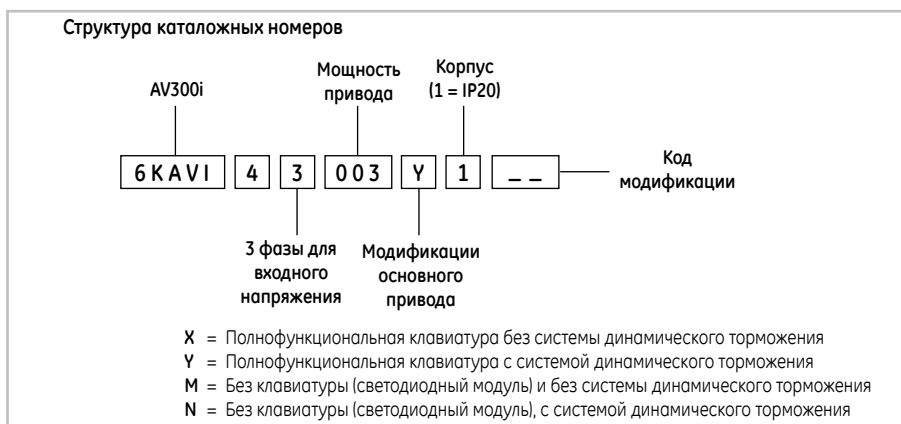 Структура каталожных номеров
AV300i
Мощность
привода
Корпус
(1 = IP20)
6KAVI 4 3 003 Y 1 _ _
Код
модификации
3 фазы для
входного
напряжения
Модификации
основного
привода
X = Полнофункциональная клавиатура без системы динамического торможения
Y = Полнофункциональная клавиатура с системой динамического торможения
M = Без клавиатуры (светодиодный модуль) и без системы динамического торможения
N = Без клавиатуры (светодиодный модуль), с системой динамического торможения